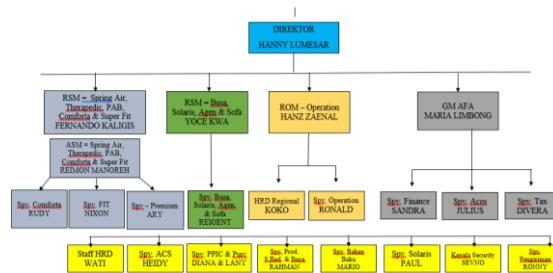 DIREKTOR
HANNY LUMESAR
RSM = Spring Air,
Therapedic, PAB,
Comforta & Super Fit
FERNANDO KALIGIS
RSM = Busa,
Solaris, Agen & Sofa
YOCE KWA
ROM – Operation
HANZ ZAENAL
GM AFA
MARIA LIMBONG
ASM = Spring Air,
Therapedic, PAB,
Comforta & Super Fit
REIMON MANOREH
Spv. Comforta
RUDY
Spv. FIT
NIXON
Spv – Premium
ARY
Spv. Busa,
Solaris, Agen,
& Sofa
HRD Regional
KOKO
Spv. Operation
RONALD
Spv. Finance
SANDRA
Spv. Acos
JULIUS
Spv. Tax
DIVERA
Staff HRD
WATI
Spv. ACS
HEIDY
Spv. PPIC & Purc.
DIANA & LANY
Spv. Prod.
& Busa
RAHMAN
Spv. Bahan
Baku
MARIO
Spv. Solaris
PAUL
Kepala Security
SEVNO
Spv.
Pengiriman
RONNY